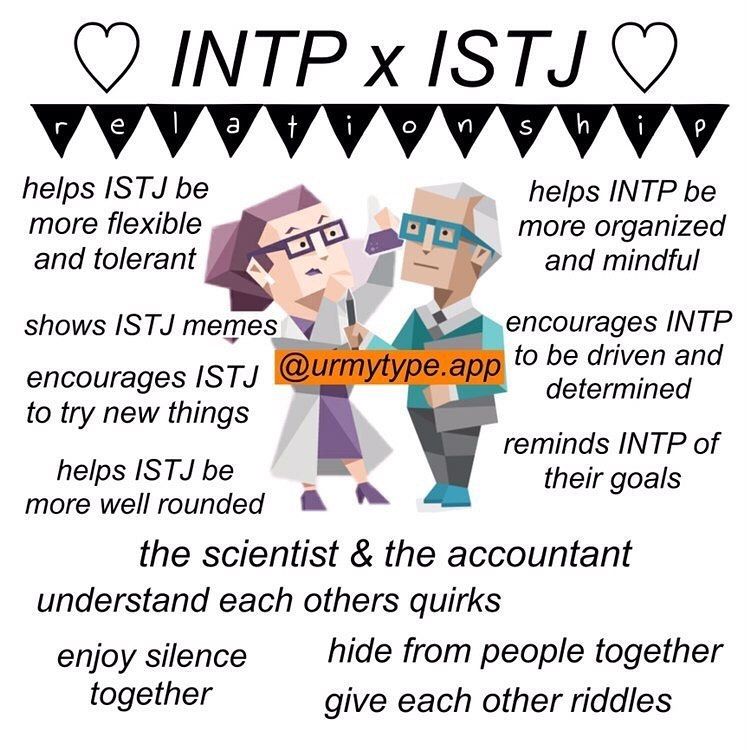 ♡ INTP x ISTJ ♡
relationship
helps ISTJ be
more flexible
and tolerant
shows ISTJ memes
encourages ISTJ
to try new things
helps ISTJ be
more well rounded
@urmytype.app
helps INTP be
more organized
and mindful
encourages INTP
to be driven and
determined
reminds INTP of
their goals
the scientist & the accountant
understand each others quirks
enjoy silence
together
hide from people together
give each other riddles